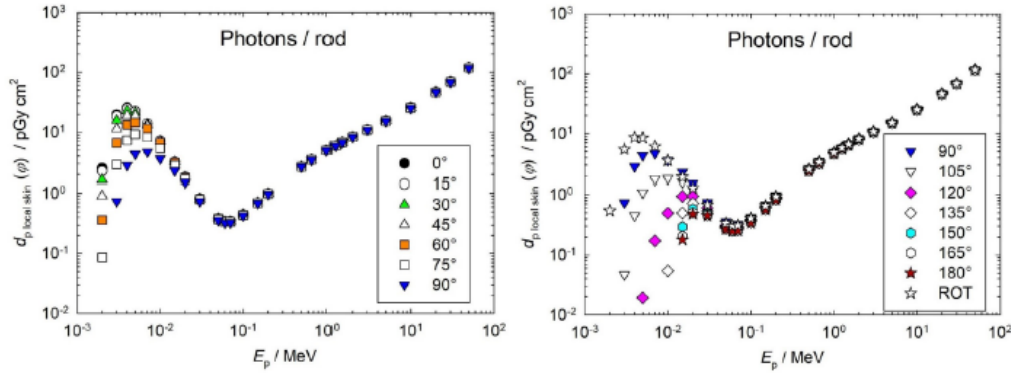 Photons / rod
10³
10²
10¹
10⁰
10⁻¹
10⁻²
d_p local skin (φ) / pGy cm²
0°
15°
30°
45°
60°
75°
90°
10⁻³ 10⁻² 10⁻¹ 10⁰ 10¹ 10²
E_p / MeV
Photons / rod
10³
10²
10¹
10⁰
10⁻¹
10⁻²
d_p local skin (φ) / pGy cm²
90°
105°
120°
135°
150°
165°
180°
ROT
10⁻³ 10⁻² 10⁻¹ 10⁰ 10¹ 10²
E_p / MeV